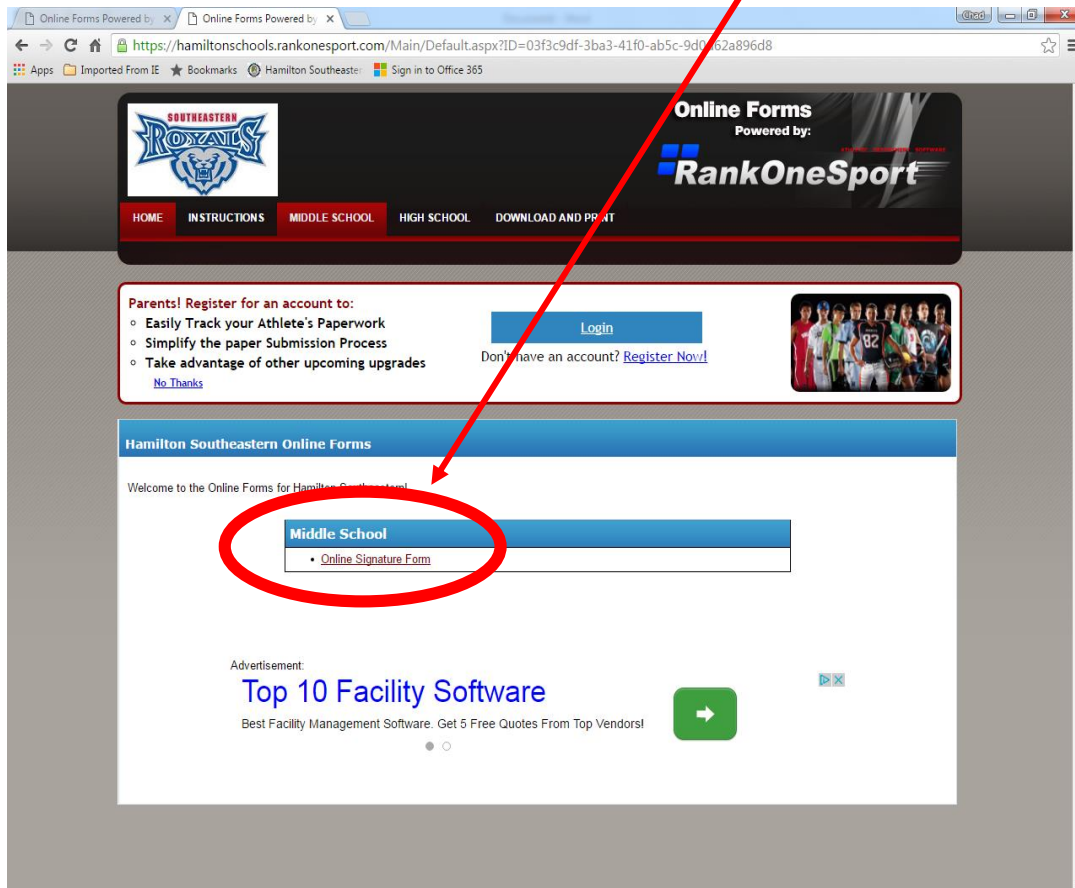 Online Forms Powered by
Online Forms Powered by
Chad
https://hamiltonschools.rankonesport.com/Main/Default.aspx?ID=03f3c9df-3ba3-41f0-ab5c-9d0 62a896d8
Apps Imported From IE Bookmarks Hamilton Southeaster Sign in to Office 365
SOUTHEASTERN
ROYALS
Online Forms
Powered by:
RankOneSport
HOME INSTRUCTIONS MIDDLE SCHOOL HIGH SCHOOL DOWNLOAD AND PRINT
Parents! Register for an account to:
Easily Track your Athlete's Paperwork
Simplify the paper Submission Process
Take advantage of other upcoming upgrades
No Thanks
Login
Don't have an account? Register Now!
82
Hamilton Southeastern Online Forms
Welcome to the Online Forms for Hamilton Southeastern!
Middle School
• Online Signature Form
Advertisement:
Top 10 Facility Software
Best Facility Management Software. Get 5 Free Quotes From Top Vendors!